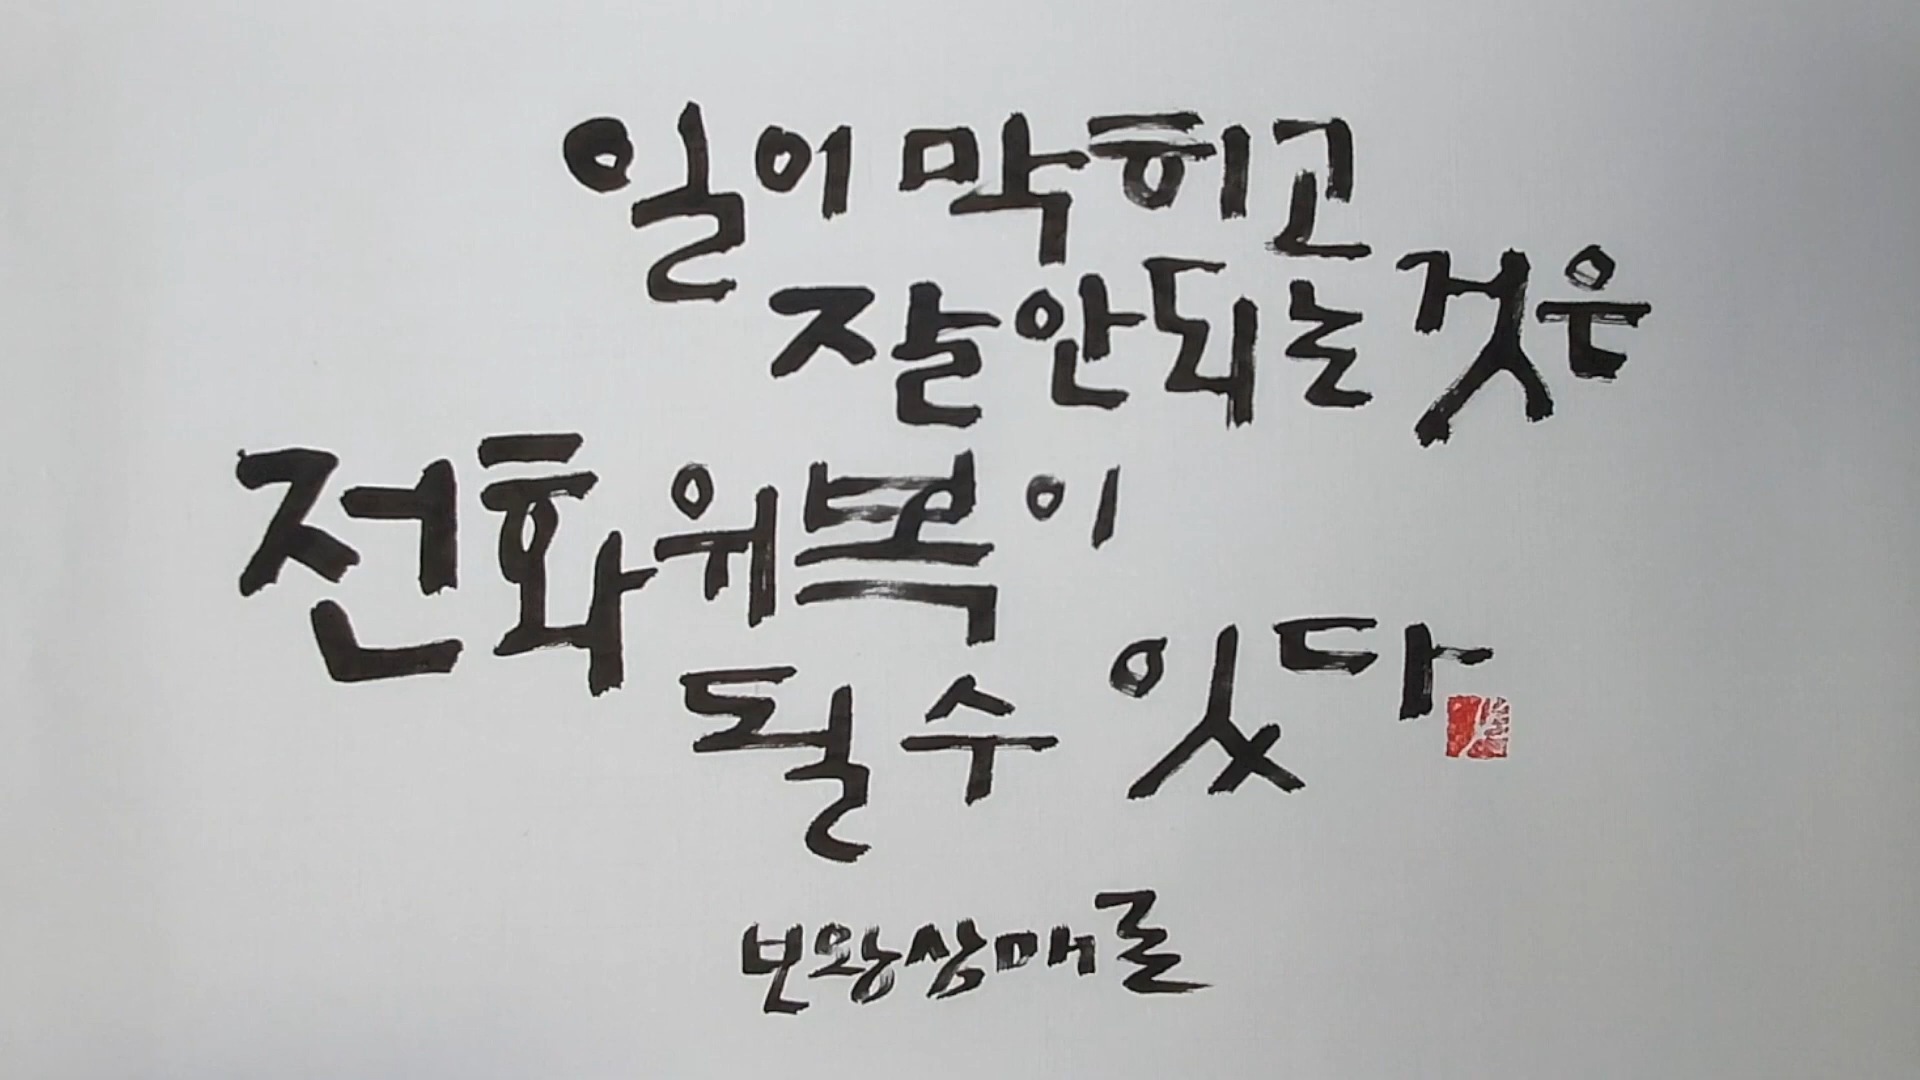 일이 막히고
잘 안되는 것은
전화위복이
될 수 있다
보왕삼매론